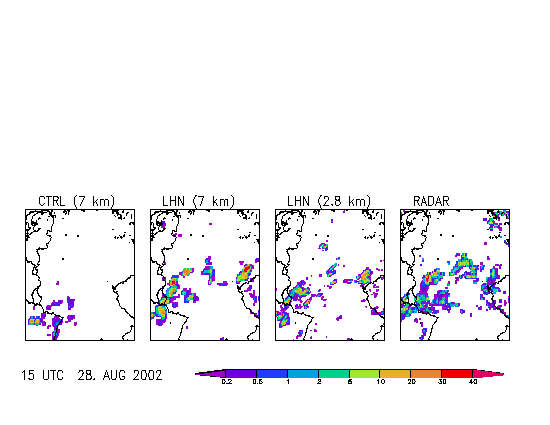 CTRL (7 km) LHN (7 km) LHN (2.8 km) RADAR
15 UTC 28. AUG 2002
0.2 0.5 1 2 5 10 20 30 40